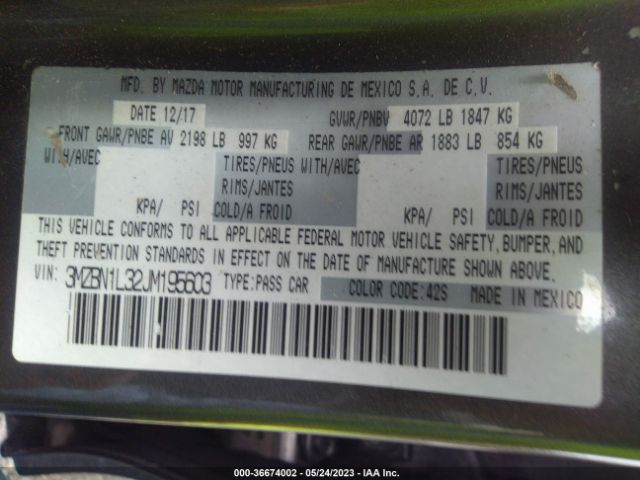 MFD. BY MAZDA MOTOR MANUFACTURING DE MEXICO S.A. DE C.V.
DATE 12/17 GVWR/PNBV 4072 LB 1847 KG
FRONT GAWR/PNBE AV 2198 LB 997 KG REAR GAWR/PNBE AR 1883 LB 854 KG
WITH/AVEC TIRES/PNEUS WITH/AVEC TIRES/PNEUS
RIMS/JANTES RIMS/JANTES
KPA/ PSI COLD/A FROID KPA/ PSI COLD/A FROID
THIS VEHICLE CONFORMS TO ALL APPLICABLE FEDERAL MOTOR VEHICLE SAFETY, BUMPER, AND
THEFT PREVENTION STANDARDS IN EFFECT ON THE DATE OF MANUFACTURE SHOWN ABOVE.
VIN: 3MZBN1L32JM195603 TYPE:PASS CAR COLOR CODE:42S MADE IN MEXICO
000-36674002 - 05/24/2023 - IAA Inc.